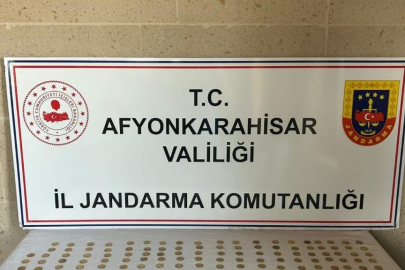 T.C.
AFYONKARAHİSAR
VALİLİĞİ
İL JANDARMA KOMUTANLIĞI
JANDARMA